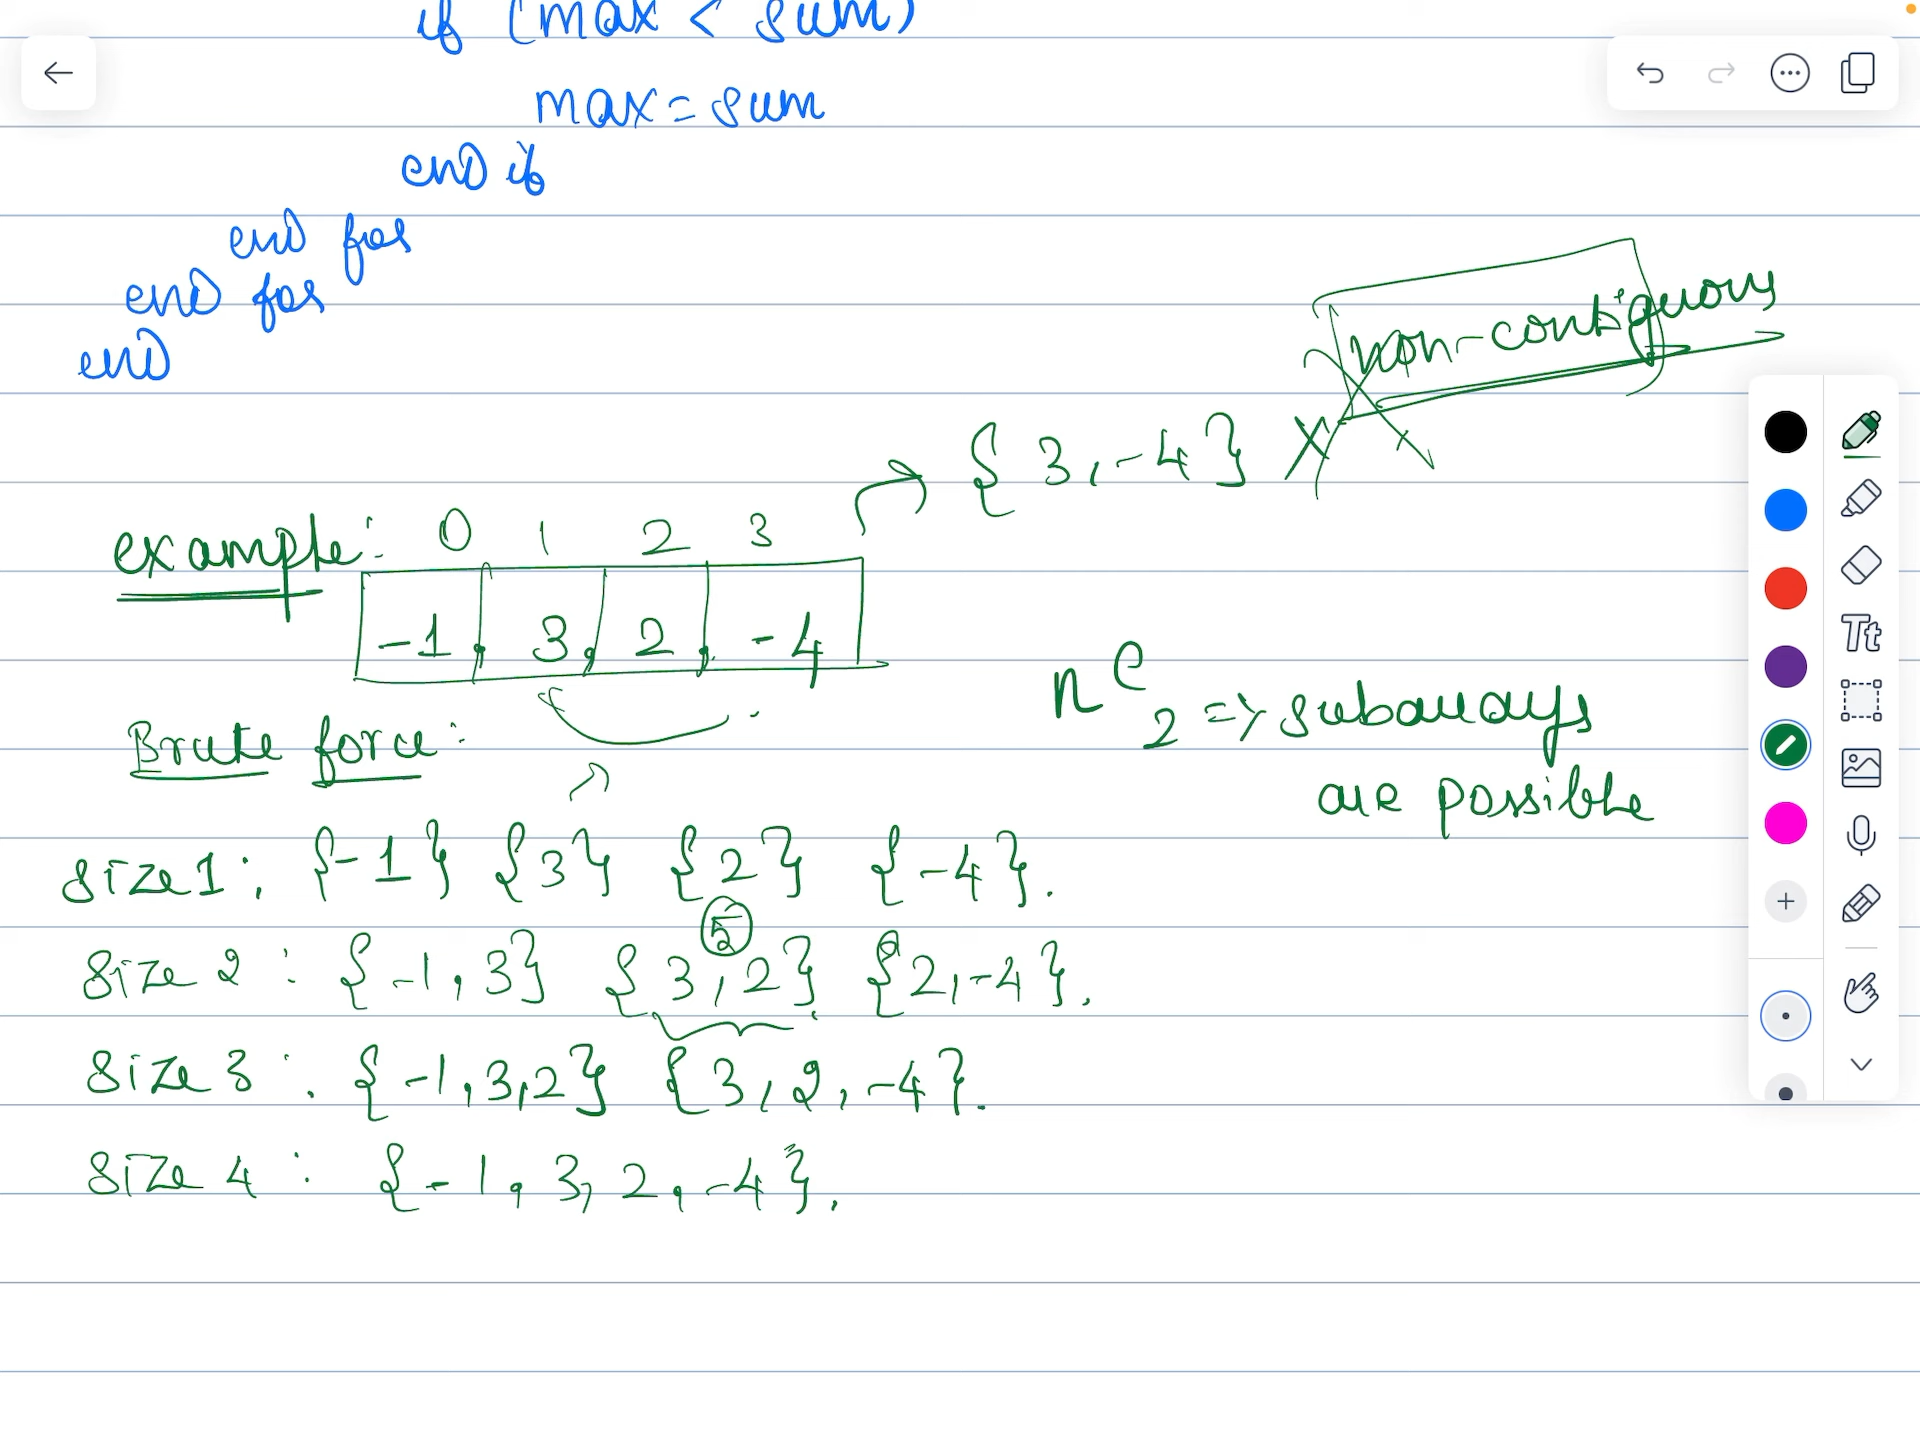 if (max < sum)
max = sum
end if
end for
end for
end
non-contiguous
{ 3, -4} X
example: 0 1 2 3
-1, 3, 2, -4
nC2 => subarrays
are possible
Brute force:
size 1: {-1} {3} {2} {-4}.
5
size 2: {-1, 3} {3, 2} {2, -4}.
size 3: {-1, 3, 2} {3, 2, -4}.
size 4: {-1, 3, 2, -4}.
Tt